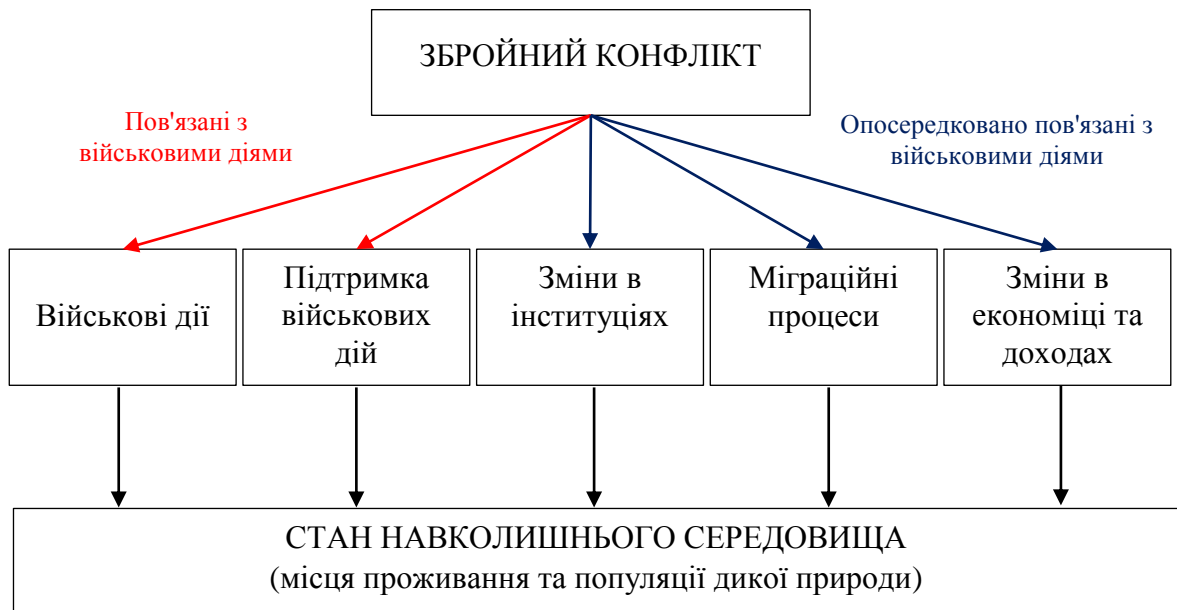 ЗБРОЙНИЙ КОНФЛІКТ
Пов'язані з
військовими діями
Опосередковано пов'язані з
військовими діями
Військові дії
Підтримка
військових
дій
Зміни в
інституціях
Міграційні
процеси
Зміни в
економіці та
доходах
СТАН НАВКОЛИШНЬОГО СЕРЕДОВИЩА
(місця проживання та популяції дикої природи)